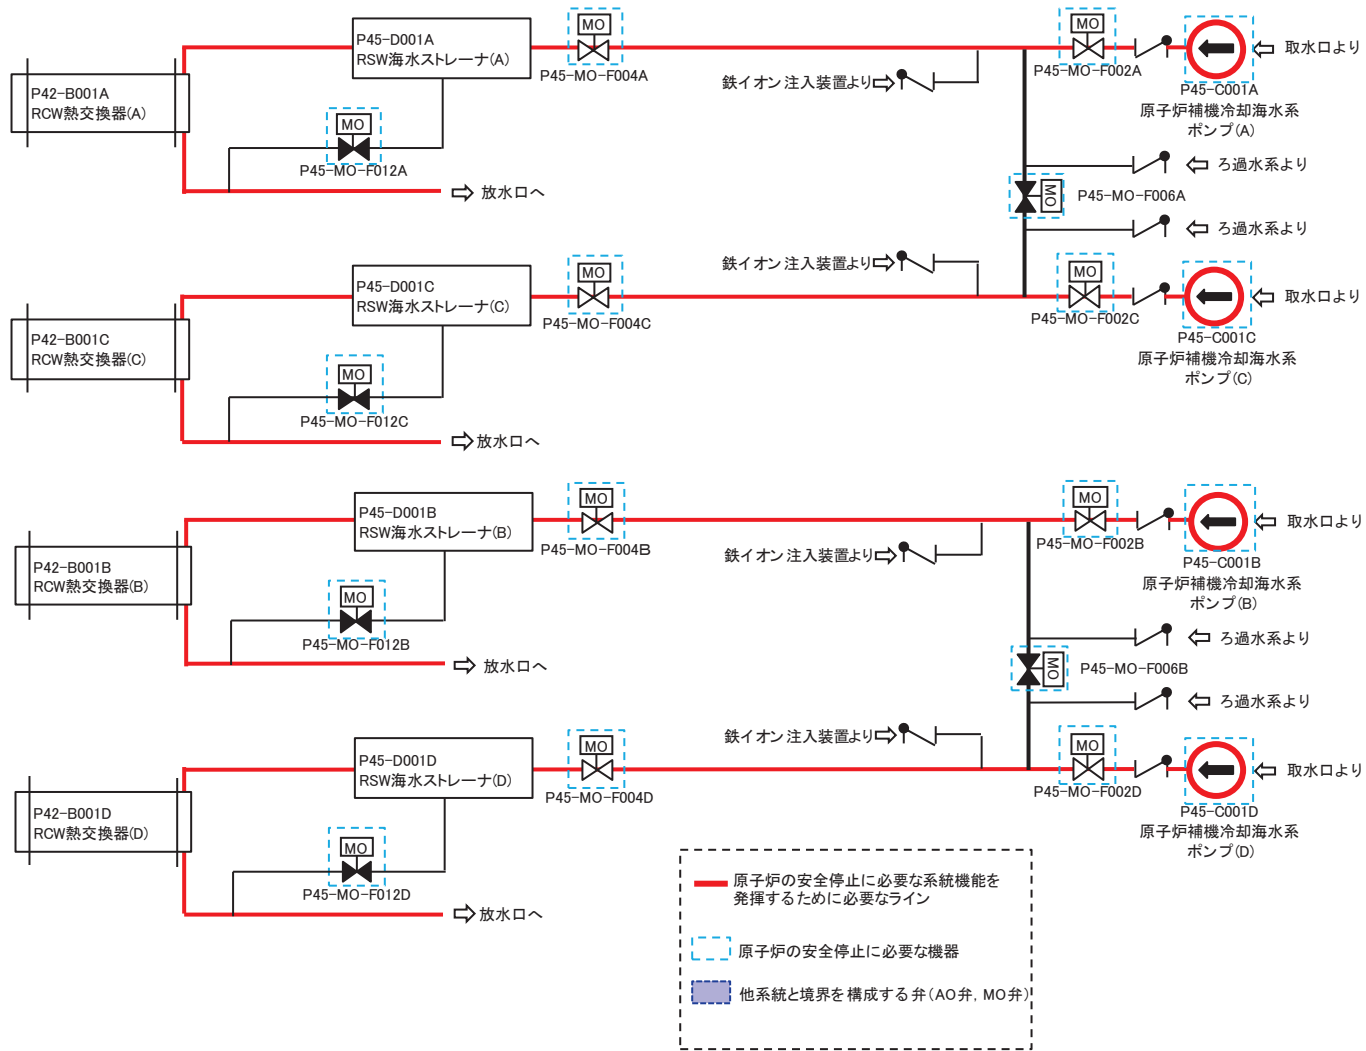 MO
MO
P45-D001A
RSW海水ストレーナ(A)
P45-MO-F004A
P45-MO-F002A
取水口より
鉄イオン注入装置より
P45-C001A
原子炉補機冷却海水系
ポンプ(A)
P42-B001A
RCW熱交換器(A)
MO
P45-MO-F012A
放水口へ
ろ過水系より
MO
P45-MO-F006A
ろ過水系より
鉄イオン注入装置より
MO
MO
P45-D001C
RSW海水ストレーナ(C)
P45-MO-F004C
P45-MO-F002C
取水口より
P45-C001C
原子炉補機冷却海水系
ポンプ(C)
P42-B001C
RCW熱交換器(C)
MO
P45-MO-F012C
放水口へ
MO
MO
P45-D001B
RSW海水ストレーナ(B)
P45-MO-F004B
P45-MO-F002B
取水口より
鉄イオン注入装置より
P45-C001B
原子炉補機冷却海水系
ポンプ(B)
P42-B001B
RCW熱交換器(B)
MO
P45-MO-F012B
放水口へ
ろ過水系より
MO
P45-MO-F006B
ろ過水系より
鉄イオン注入装置より
MO
MO
P45-D001D
RSW海水ストレーナ(D)
P45-MO-F004D
P45-MO-F002D
取水口より
P45-C001D
原子炉補機冷却海水系
ポンプ(D)
P42-B001D
RCW熱交換器(D)
MO
P45-MO-F012D
放水口へ
原子炉の安全停止に必要な系統機能を
発揮するために必要なライン
原子炉の安全停止に必要な機器
他系統と境界を構成する弁(AO弁, MO弁)